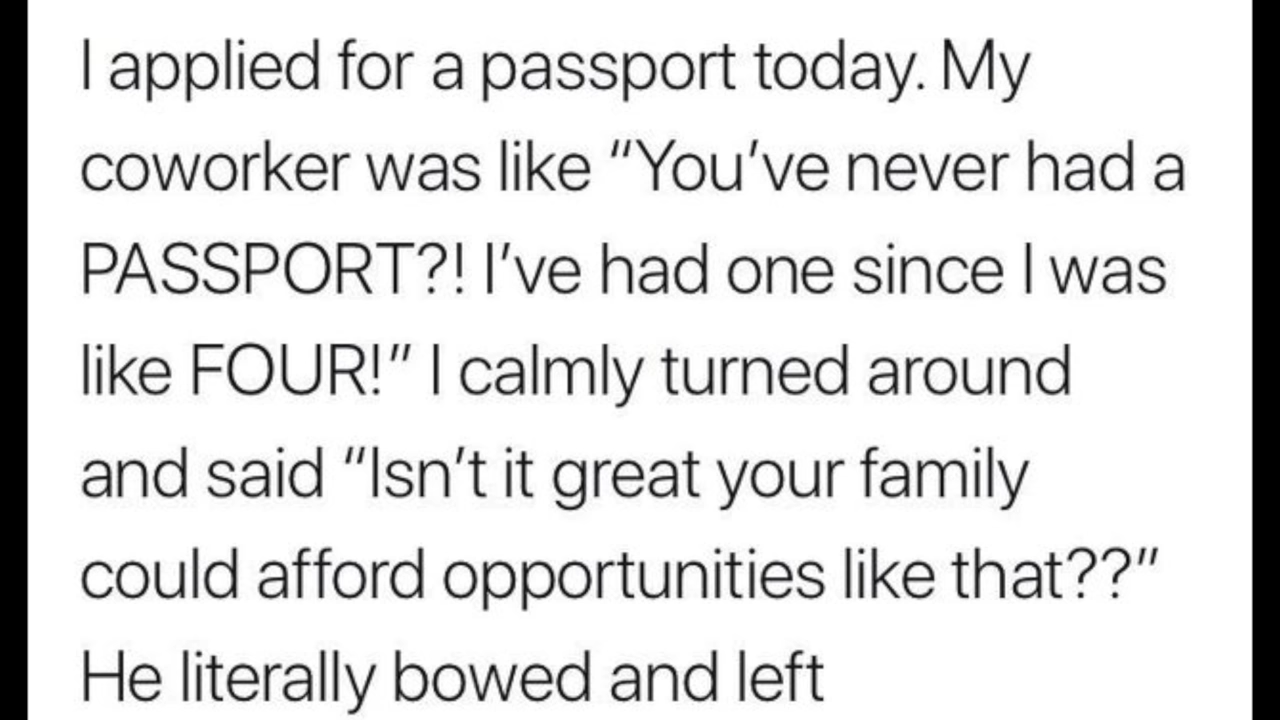 I applied for a passport today. My
coworker was like “You’ve never had a
PASSPORT?! I’ve had one since I was
like FOUR!” I calmly turned around
and said “Isn’t it great your family
could afford opportunities like that??”
He literally bowed and left